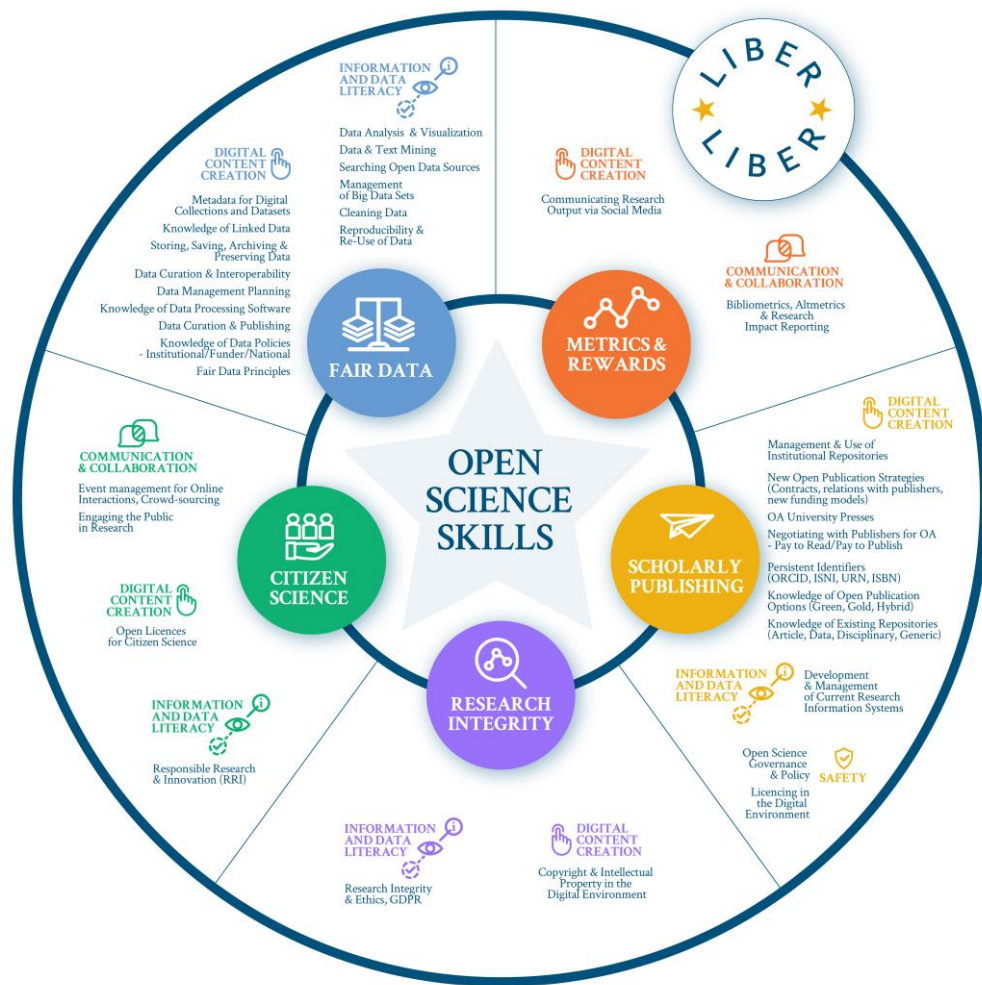 LIBER
LIBER
OPEN
SCIENCE
SKILLS
FAIR DATA
INFORMATION
AND DATA
LITERACY
Data Analysis & Visualization
Data & Text Mining
Searching Open Data Sources
Management
of Big Data Sets
Cleaning Data
Reproducibility &
Re-Use of Data
DIGITAL
CONTENT
CREATION
Metadata for Digital
Collections and Datasets
Knowledge of Linked Data
Storing, Saving, Archiving &
Preserving Data
Data Curation & Interoperability
Data Management Planning
Knowledge of Data Processing Software
Data Curation & Publishing
Knowledge of Data Policies
- Institutional/Funder/National
Fair Data Principles
METRICS &
REWARDS
DIGITAL
CONTENT
CREATION
Communicating Research
Output via Social Media
COMMUNICATION
& COLLABORATION
Bibliometrics, Altmetrics
& Research
Impact Reporting
SCHOLARLY
PUBLISHING
DIGITAL
CONTENT
CREATION
Management & Use of
Institutional Repositories
New Open Publication Strategies
(Contracts, relations with publishers,
new funding models)
OA University Presses
Negotiating with Publishers for OA
- Pay to Read/Pay to Publish
Persistent Identifiers
(ORCID, ISNI, URN, ISBN)
Knowledge of Open Publication
Options (Green, Gold, Hybrid)
Knowledge of Existing Repositories
(Article, Data, Disciplinary, Generic)
INFORMATION
AND DATA
LITERACY
Development
& Management
of Current Research
Information Systems
Open Science
Governance
& Policy
Licencing in
the Digital
Environment
SAFETY
RESEARCH
INTEGRITY
INFORMATION
AND DATA
LITERACY
Research Integrity
& Ethics, GDPR
DIGITAL
CONTENT
CREATION
Copyright & Intellectual
Property in the
Digital Environment
CITIZEN
SCIENCE
COMMUNICATION
& COLLABORATION
Event management for Online
Interactions, Crowd-sourcing
Engaging the Public
in Research
DIGITAL
CONTENT
CREATION
Open Licences
for Citizen Science
INFORMATION
AND DATA
LITERACY
Responsible Research
& Innovation (RRI)